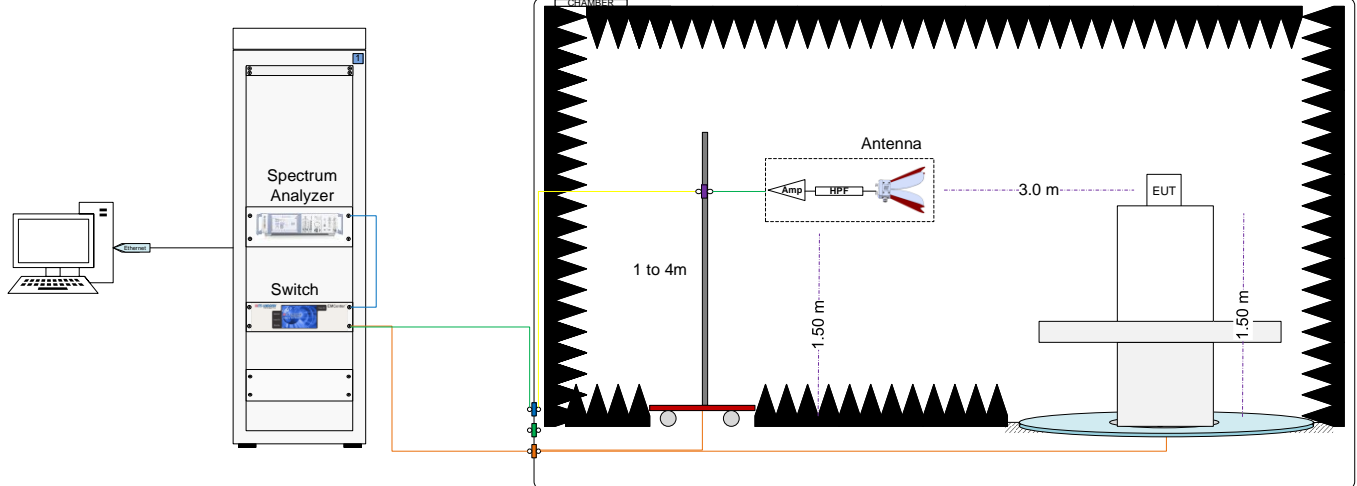 CHAMBER
1
Antenna
Spectrum
Analyzer
Amp
HPF
3.0 m
EUT
Ethernet
1 to 4m
Switch
1.50 m
1.50 m